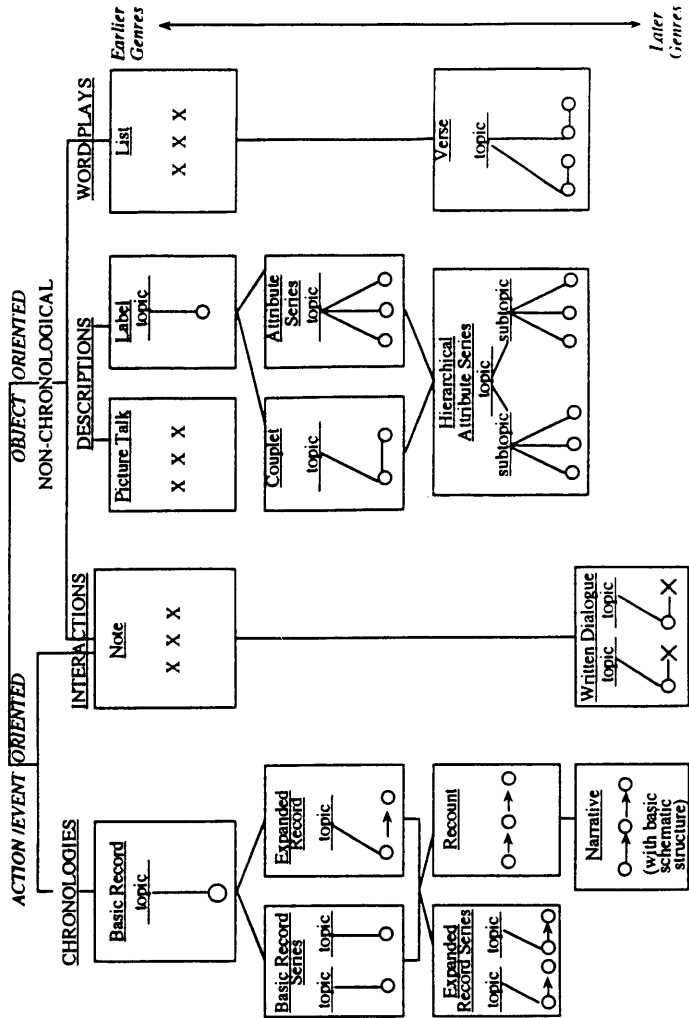 ACTION /EVENT ORIENTED
OBJECT ORIENTED
NON-CHRONOLOGICAL
CHRONOLOGIES
INTERACTIONS
DESCRIPTIONS
WORD PLAYS
Earlier
Genres
Basic Record
topic
Note
X X X
Picture Talk
X X X
Label
topic
List
X X X
Basic Record
Series
topic topic
Expanded
Record
topic
Couplet
topic
Attribute
Series
topic
Expanded
Record Series
topic topic
Recount
Hierarchical
Attribute Series
topic
subtopic subtopic
Verse
topic
Narrative
(with basic
schematic
structure)
Written Dialogue
topic topic
X X
Later
Genres